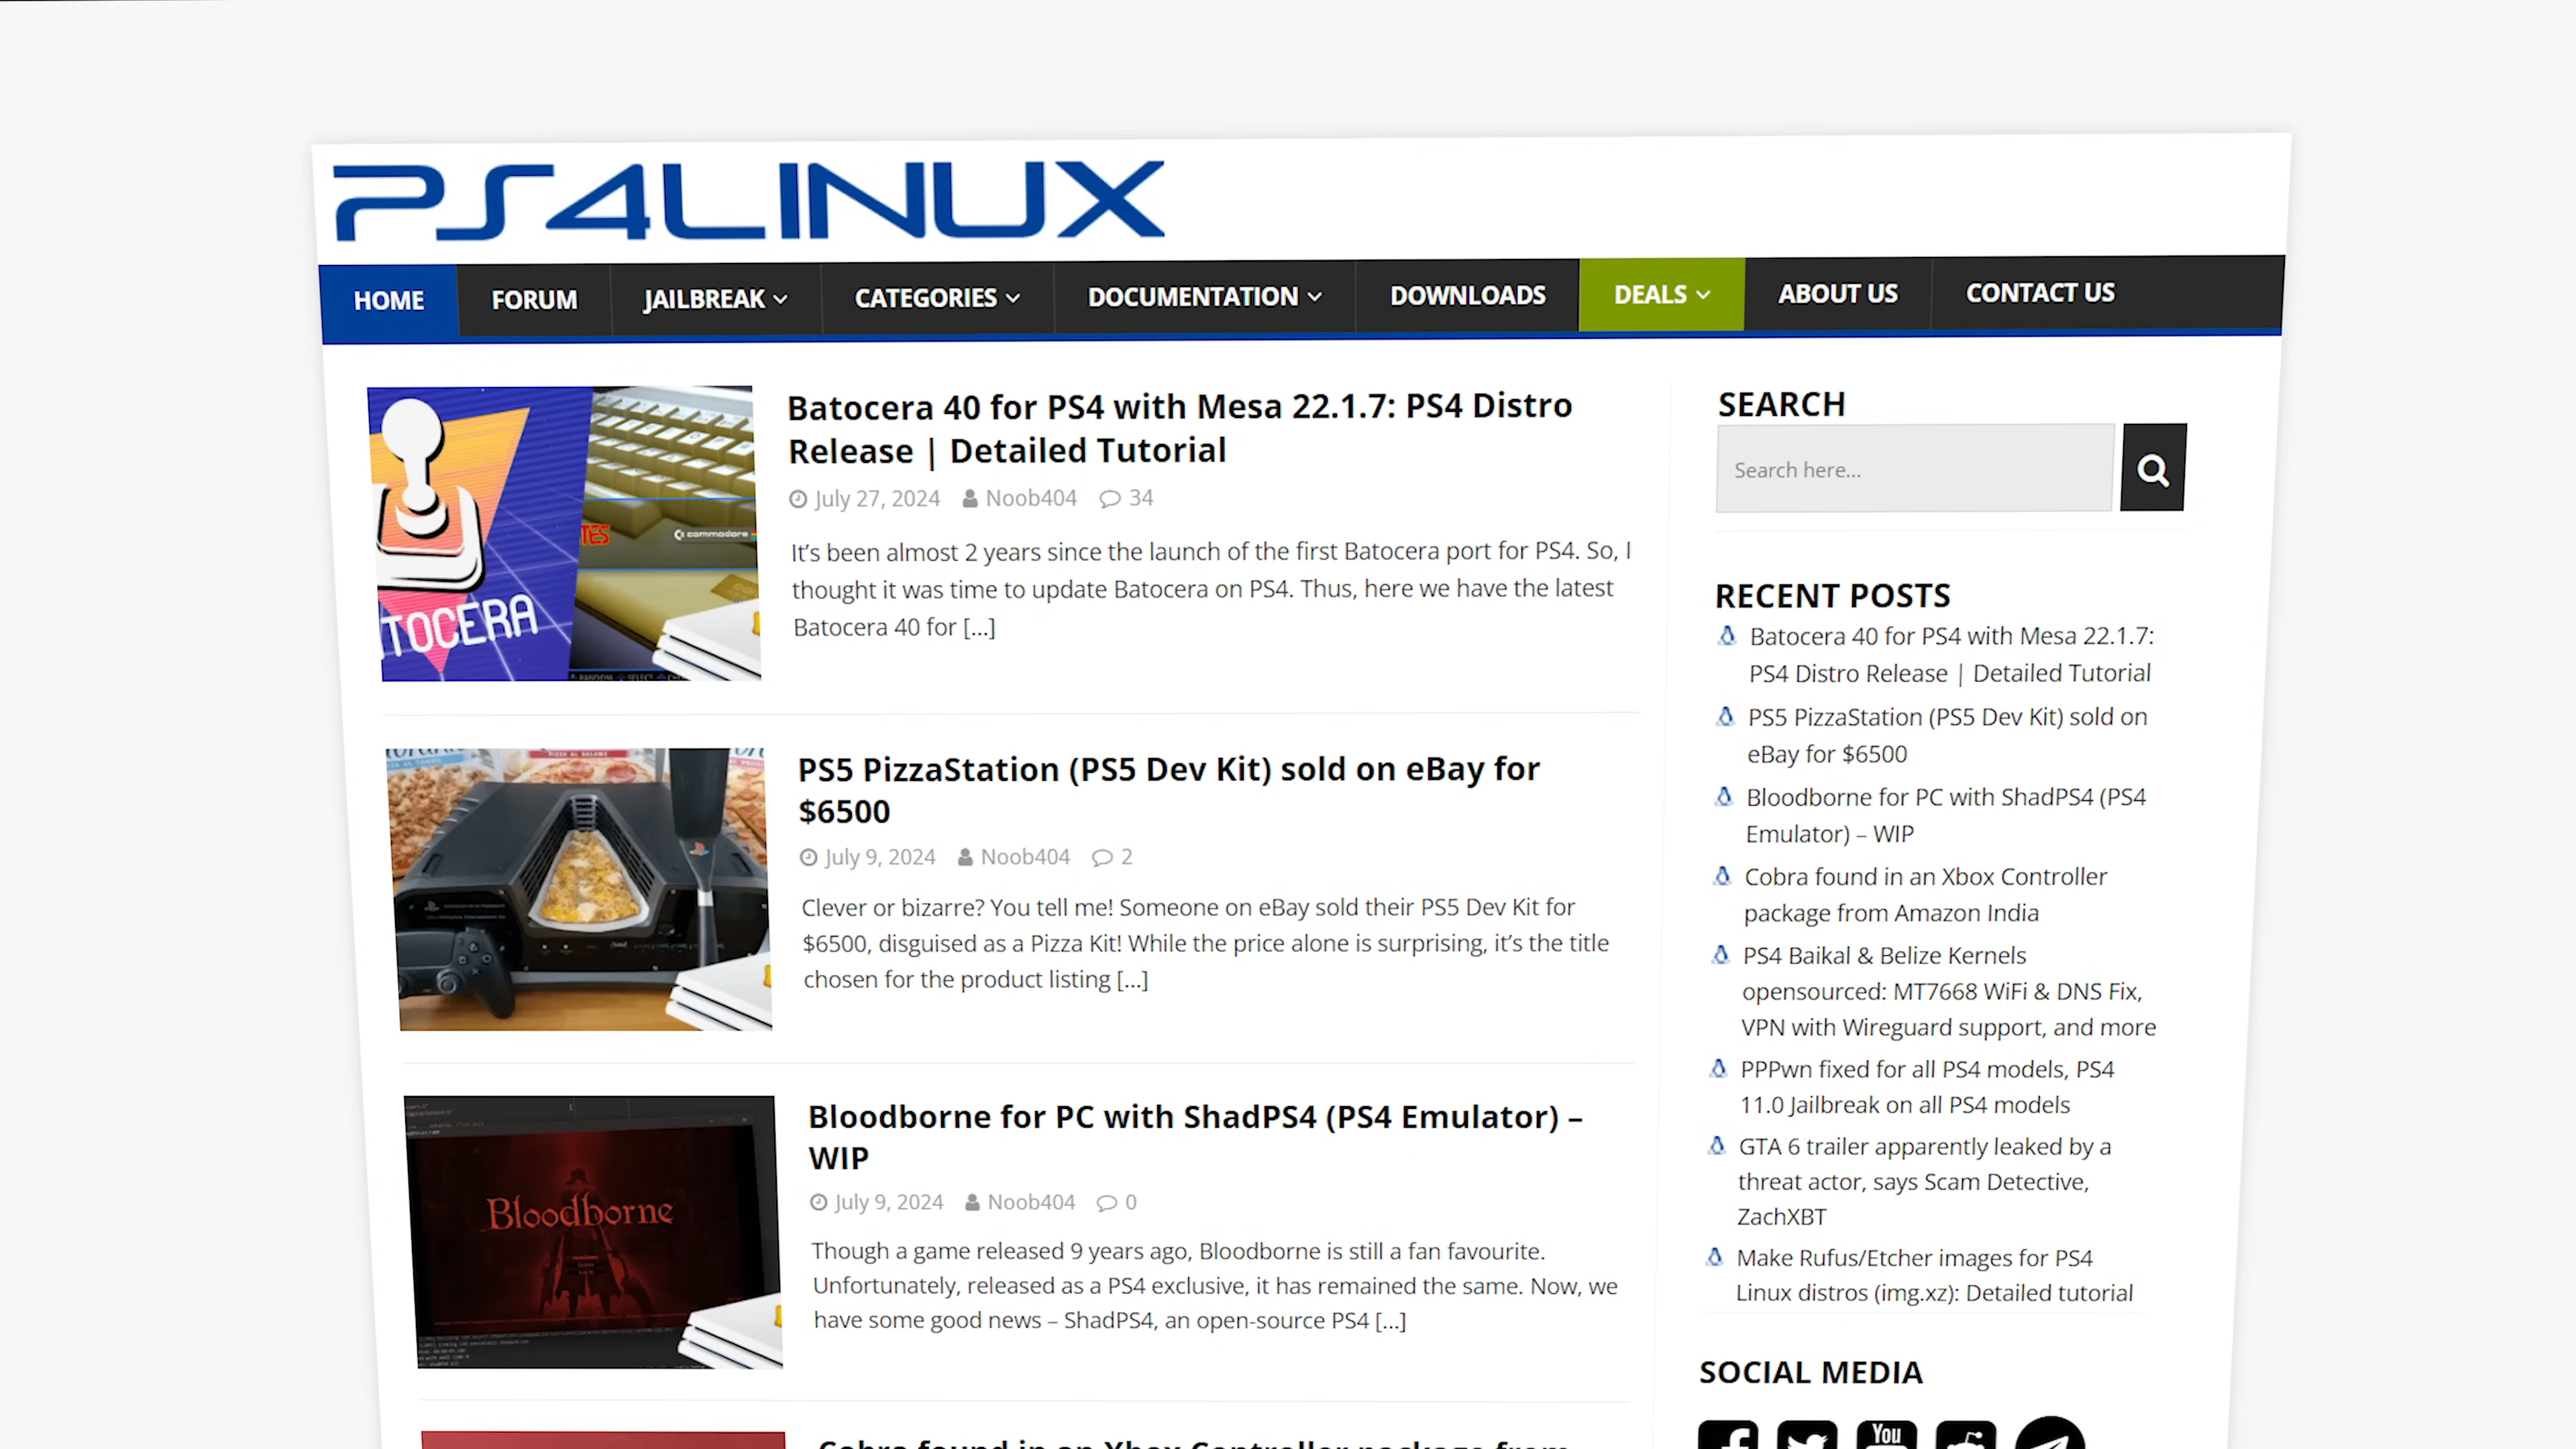 PS4LINUX
HOME FORUM JAILBREAK CATEGORIES DOCUMENTATION DOWNLOADS DEALS ABOUT US CONTACT US
Batocera 40 for PS4 with Mesa 22.1.7: PS4 Distro
Release | Detailed Tutorial
July 27, 2024 Noob404 34
It's been almost 2 years since the launch of the first Batocera port for PS4. So, I
thought it was time to update Batocera on PS4. Thus, here we have the latest
Batocera 40 for [...]
TOCERA
TES
commodore
PS5 PizzaStation (PS5 Dev Kit) sold on eBay for
$6500
July 9, 2024 Noob404 2
Clever or bizarre? You tell me! Someone on eBay sold their PS5 Dev Kit for
$6500, disguised as a Pizza Kit! While the price alone is surprising, it's the title
chosen for the product listing [...]
Bloodborne for PC with ShadPS4 (PS4 Emulator) –
WIP
July 9, 2024 Noob404 0
Though a game released 9 years ago, Bloodborne is still a fan favourite.
Unfortunately, released as a PS4 exclusive, it has remained the same. Now, we
have some good news – ShadPS4, an open-source PS4 [...]
Bloodborne
Cobra found in an Xbox Controller package from
SEARCH
Search here...
RECENT POSTS
Batocera 40 for PS4 with Mesa 22.1.7:
PS4 Distro Release | Detailed Tutorial
PS5 PizzaStation (PS5 Dev Kit) sold on
eBay for $6500
Bloodborne for PC with ShadPS4 (PS4
Emulator) – WIP
Cobra found in an Xbox Controller
package from Amazon India
PS4 Baikal & Belize Kernels
opensourced: MT7668 WiFi & DNS Fix,
VPN with Wireguard support, and more
PPPwn fixed for all PS4 models, PS4
11.0 Jailbreak on all PS4 models
GTA 6 trailer apparently leaked by a
threat actor, says Scam Detective,
ZachXBT
Make Rufus/Etcher images for PS4
Linux distros (img.xz): Detailed tutorial
SOCIAL MEDIA
You